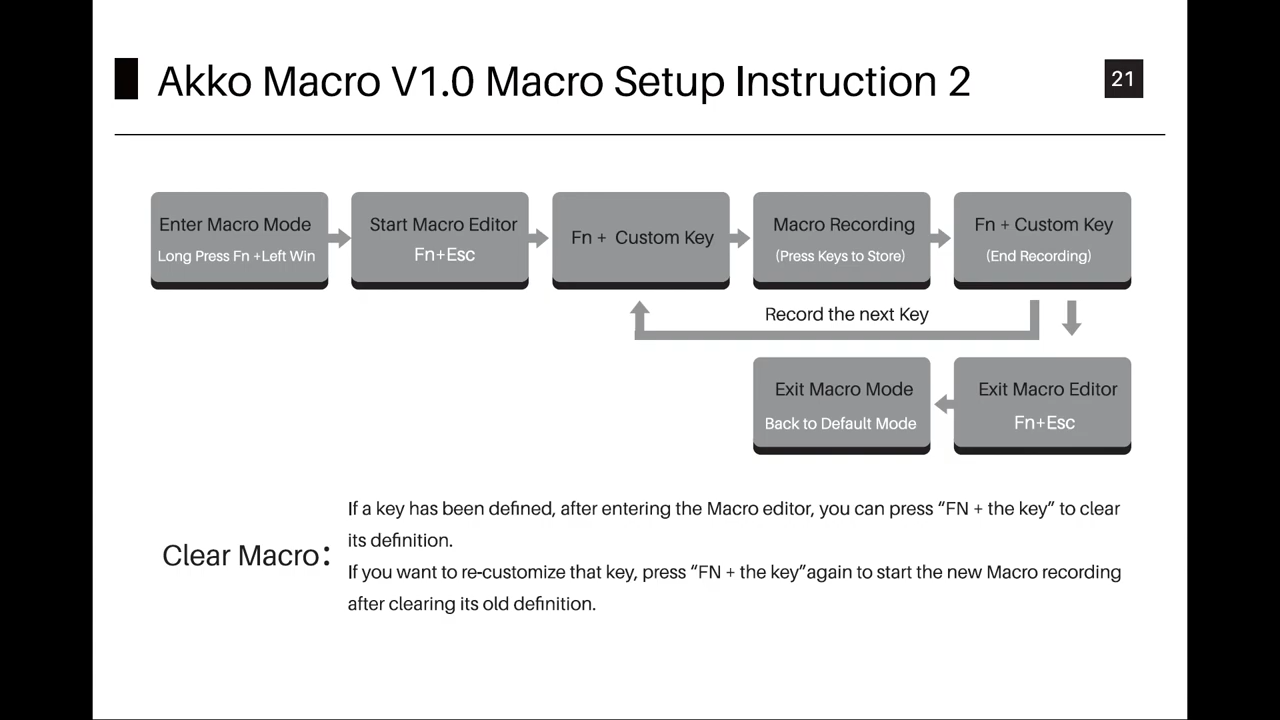 Akko Macro V1.0 Macro Setup Instruction 2
21
Enter Macro Mode
Long Press Fn +Left Win
Start Macro Editor
Fn+Esc
Fn + Custom Key
Macro Recording
(Press Keys to Store)
Fn + Custom Key
(End Recording)
Record the next Key
Exit Macro Mode
Back to Default Mode
Exit Macro Editor
Fn+Esc
Clear Macro：
If a key has been defined, after entering the Macro editor, you can press “FN + the key” to clear
its definition.
If you want to re-customize that key, press “FN + the key”again to start the new Macro recording
after clearing its old definition.